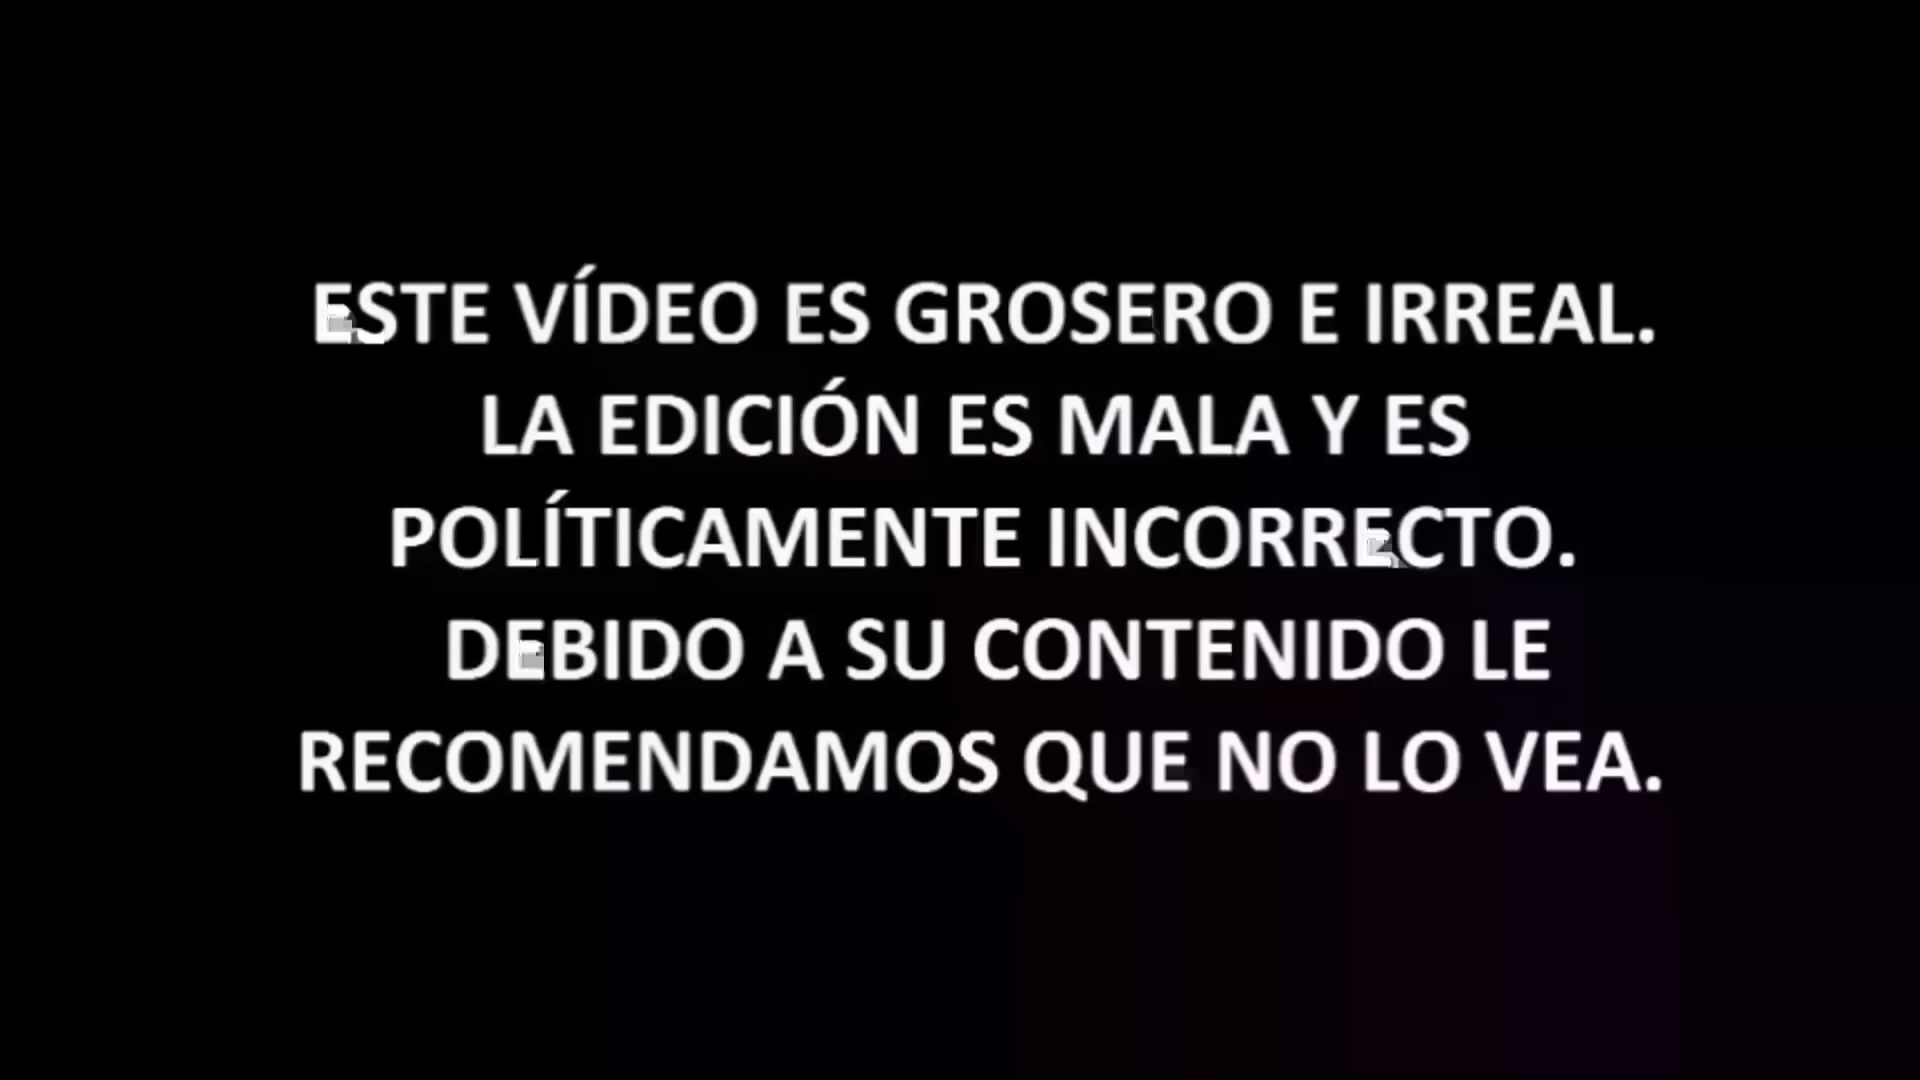 ESTE VÍDEO ES GROSERO E IRREAL.
LA EDICIÓN ES MALA Y ES
POLÍTICAMENTE INCORRECTO.
DEBIDO A SU CONTENIDO LE
RECOMENDAMOS QUE NO LO VEA.